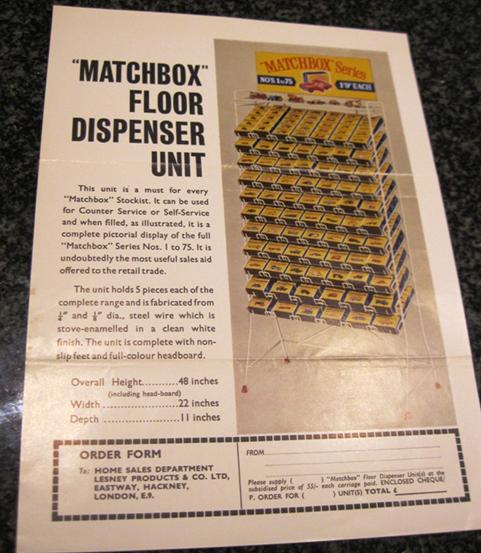 "MATCHBOX"
FLOOR
DISPENSER
UNIT
This unit is a must for every
"Matchbox" Stockist. It can be used
for Counter Service or Self-Service
and when filled, as illustrated, it is a
complete pictorial display of the full
"Matchbox" Series Nos. 1 to 75. It is
undoubtedly the most useful sales aid
offered to the retail trade.
The unit holds 5 pieces each of the
complete range and is fabricated from
¼" and ⅛" dia., steel wire which is
stove-enamelled in a clean white
finish. The unit is complete with non-
slip feet and full-colour headboard.
Overall Height...........48 inches
(including head-board)
Width ......................22 inches
Depth ......................11 inches
"MATCHBOX" Series
NOS. 1 to 75
1'9" EACH
ORDER FORM
To: HOME SALES DEPARTMENT
LESNEY PRODUCTS & CO. LTD,
EASTWAY, HACKNEY,
LONDON, E.9.
FROM
Please supply ( ) "Matchbox" Floor Dispenser Unit(s) at the
subsidised price of 55/- each carriage paid. ENCLOSED CHEQUE/
P. ORDER FOR ( ) UNIT(S) TOTAL £